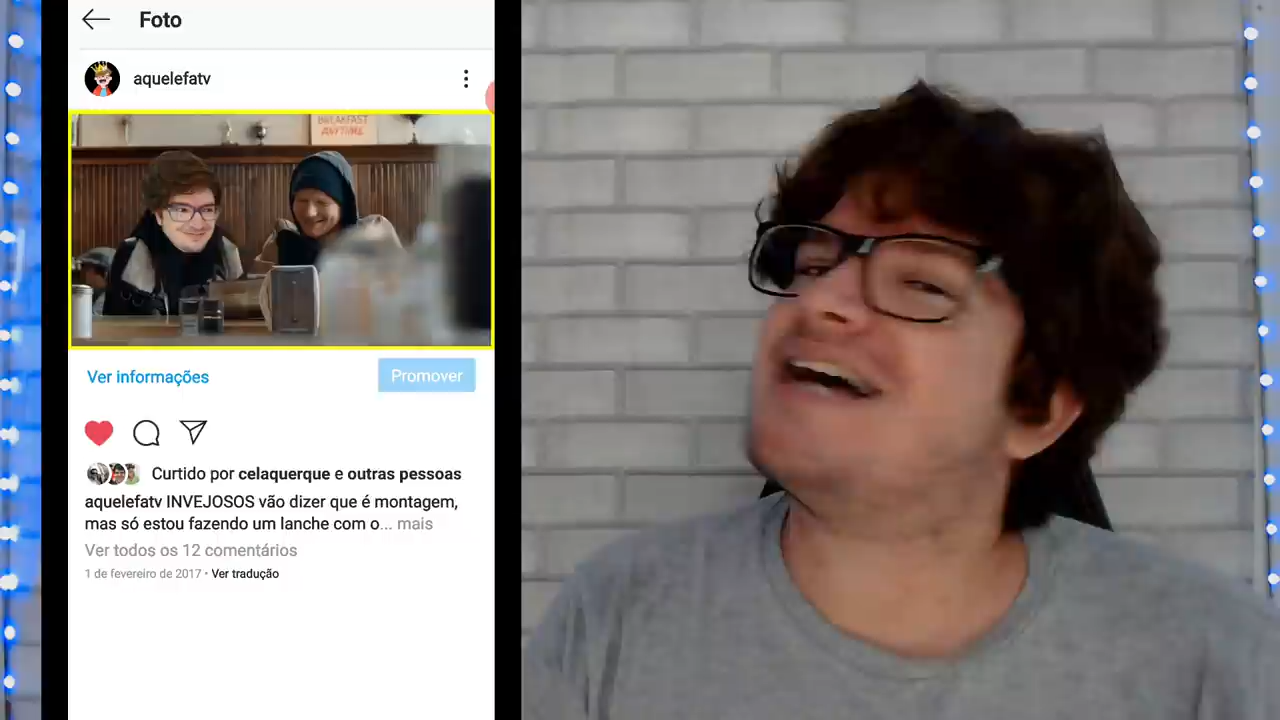 Foto
aquelefatv
BREAKFAST
ANYTIME
Ver informações
Promover
Curtido por celaquerque e outras pessoas
aquelefatv INVEJOSOS vão dizer que é montagem,
mas só estou fazendo um lanche com o... mais
Ver todos os 12 comentários
1 de fevereiro de 2017 • Ver tradução